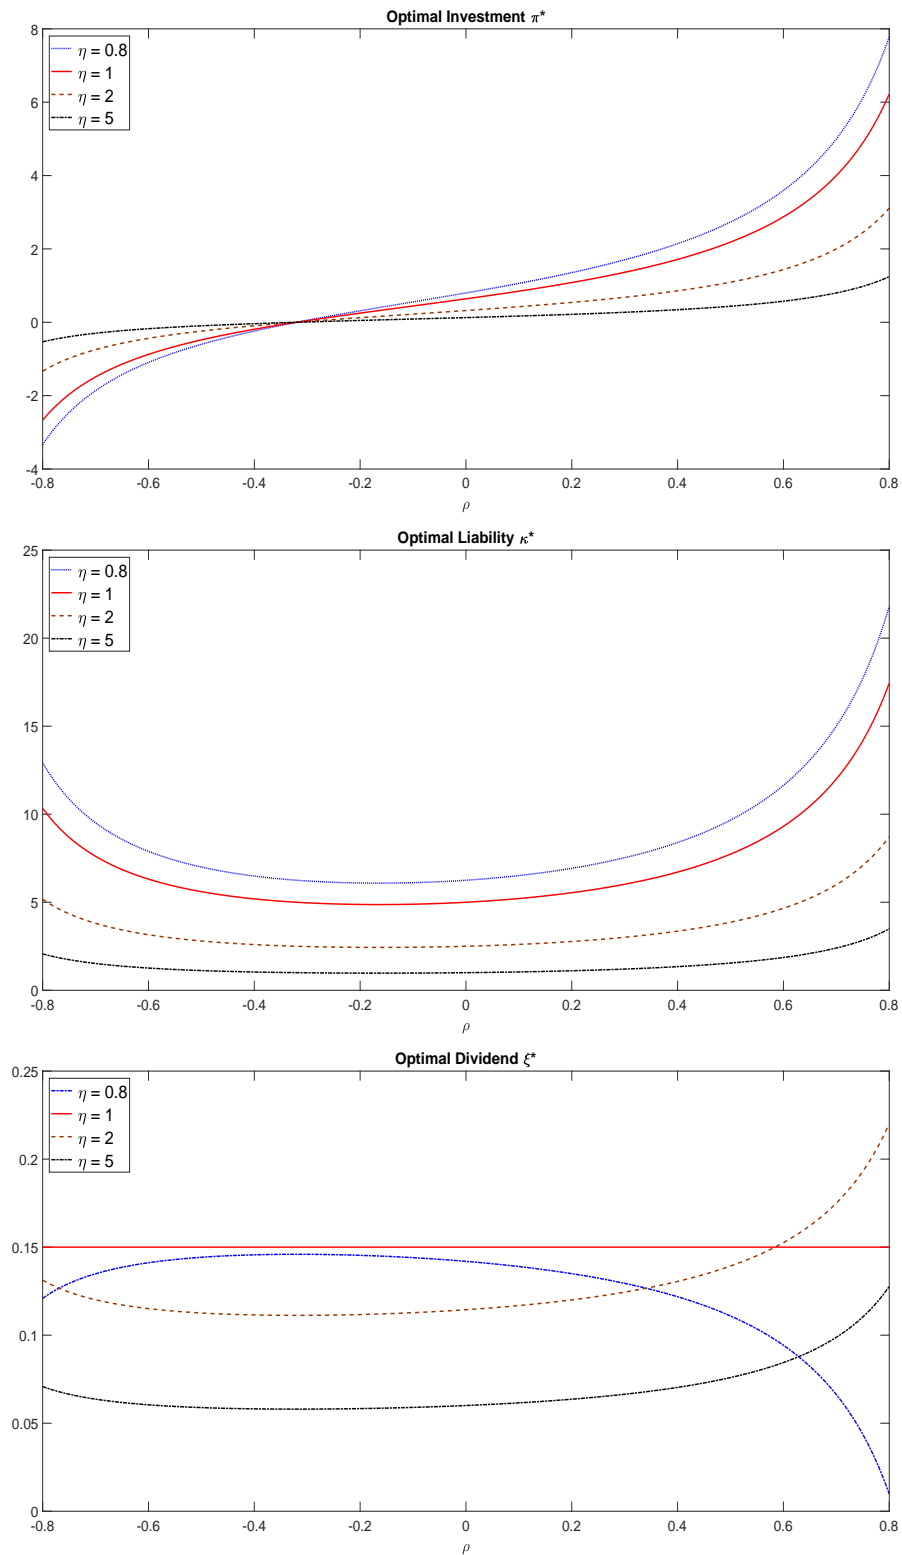 Optimal Investment π*
8
6
4
2
0
-2
-4
η = 0.8
η = 1
η = 2
η = 5
-0.8 -0.6 -0.4 -0.2 0 0.2 0.4 0.6 0.8
ρ
Optimal Liability κ*
25
20
15
10
5
0
η = 0.8
η = 1
η = 2
η = 5
-0.8 -0.6 -0.4 -0.2 0 0.2 0.4 0.6 0.8
ρ
Optimal Dividend ξ*
0.25
0.2
0.15
0.1
0.05
0
η = 0.8
η = 1
η = 2
η = 5
-0.8 -0.6 -0.4 -0.2 0 0.2 0.4 0.6 0.8
ρ